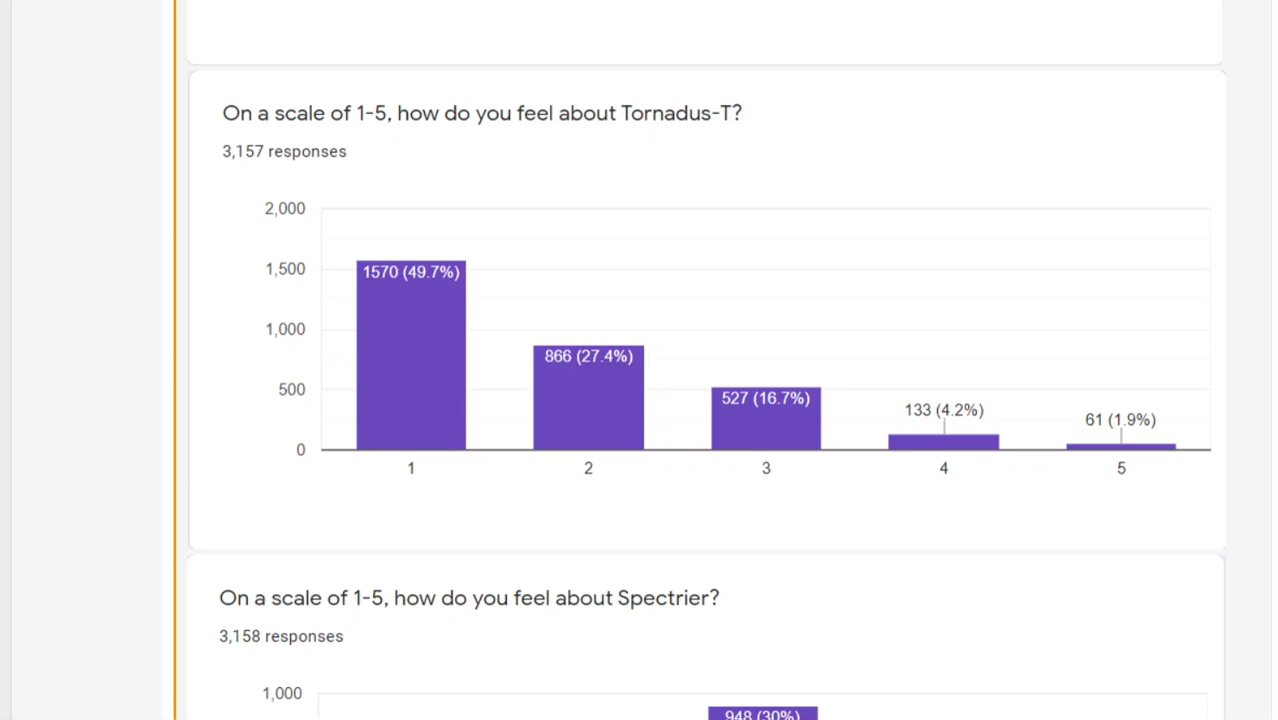 On a scale of 1-5, how do you feel about Tornadus-T?
3,157 responses
2,000
1,500
1,000
500
0
1570 (49.7%)
866 (27.4%)
527 (16.7%)
133 (4.2%)
61 (1.9%)
1 2 3 4 5
On a scale of 1-5, how do you feel about Spectrier?
3,158 responses
1,000
948 (30%)